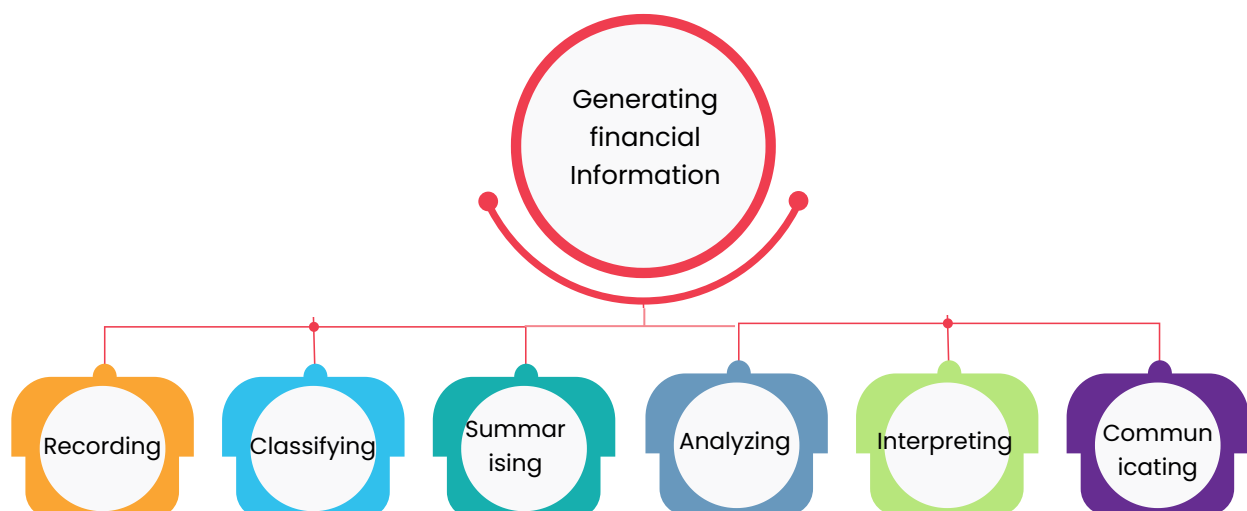 Generating
financial
Information
Recording
Classifying
Summar
ising
Analyzing
Interpreting
Commun
icating